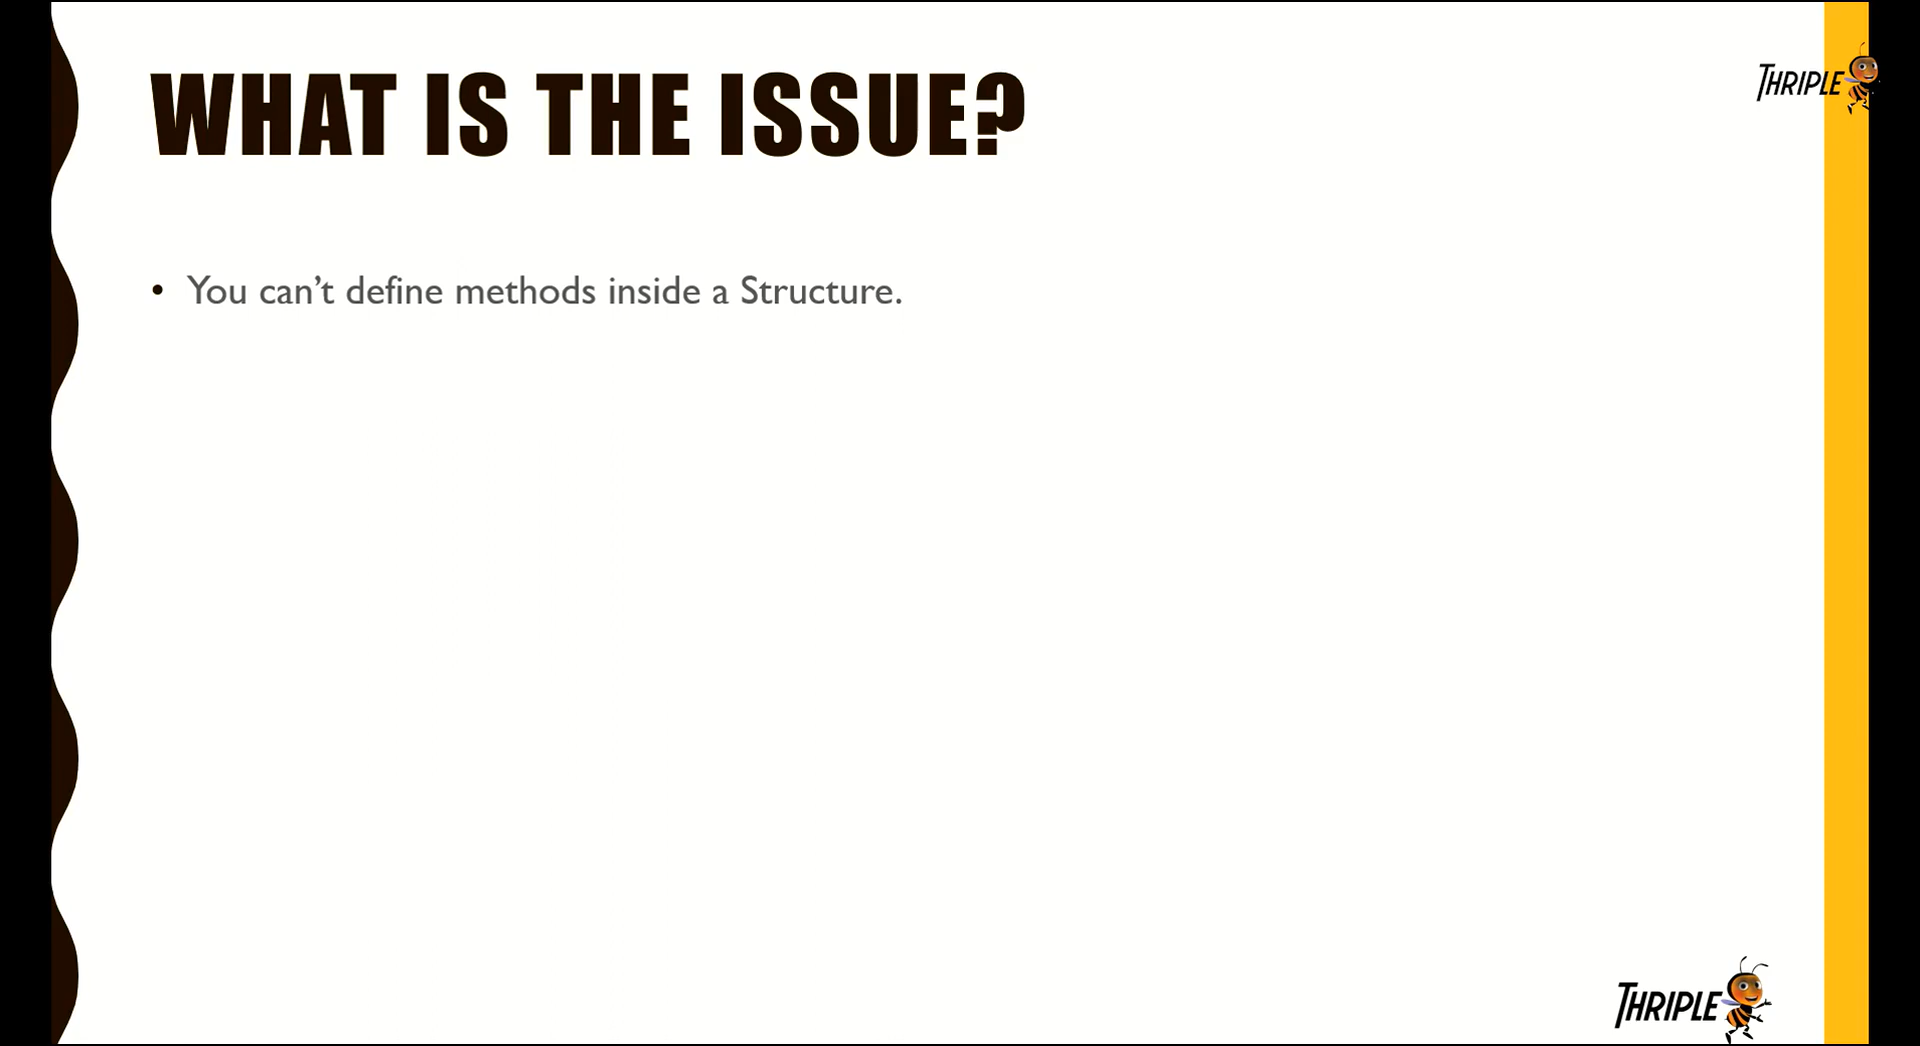 WHAT IS THE ISSUE?
THRIPLE
• You can’t define methods inside a Structure.
THRIPLE